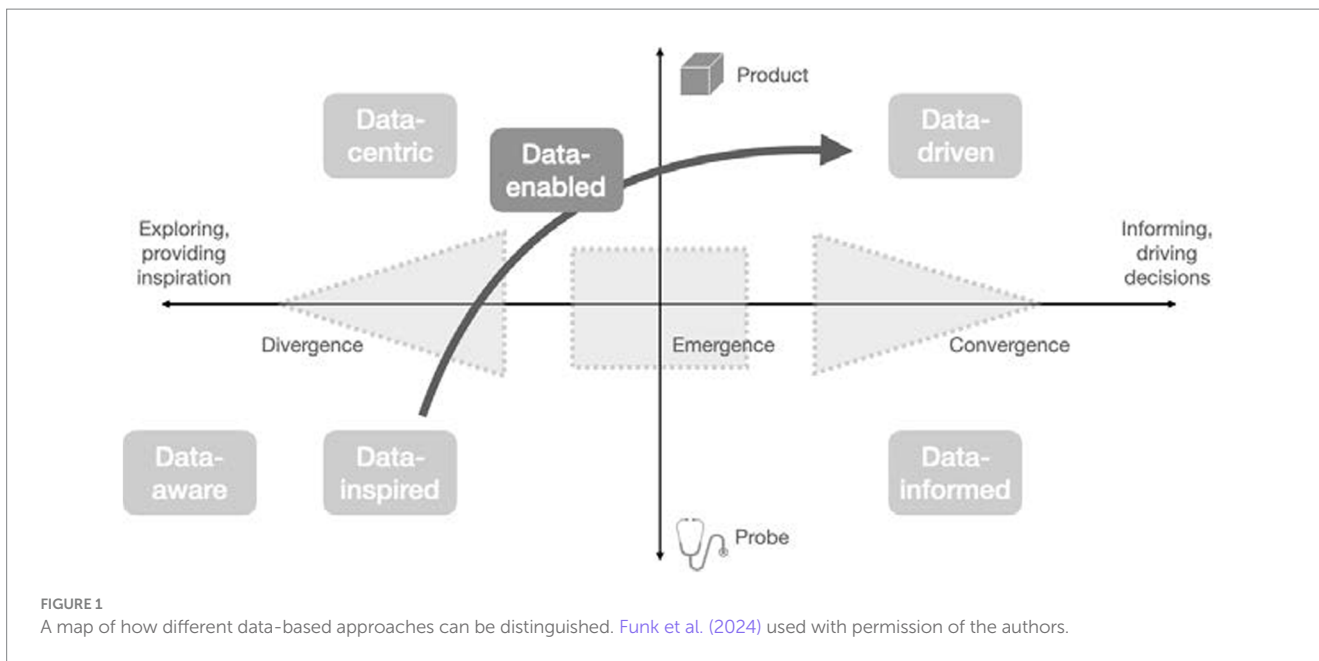 Product
Data-
centric
Data-
enabled
Data-
driven
Exploring,
providing
inspiration
Informing,
driving
decisions
Divergence
Emergence
Convergence
Data-
aware
Data-
inspired
Data-
informed
Probe
FIGURE 1
A map of how different data-based approaches can be distinguished. Funk et al. (2024) used with permission of the authors.